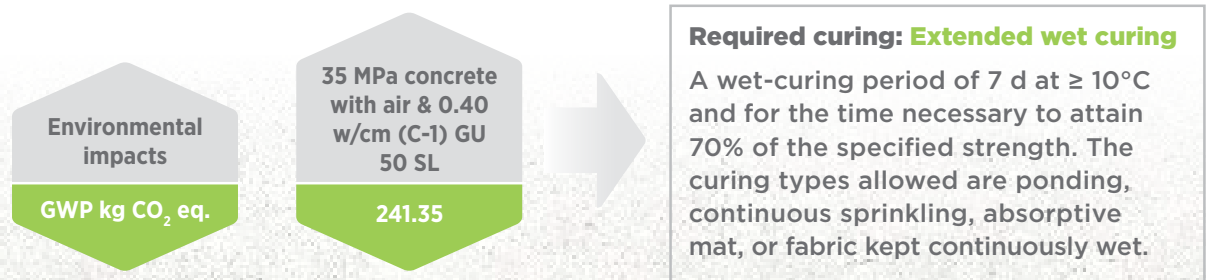 Environmental
impacts
GWP kg CO₂ eq.
35 MPa concrete
with air & 0.40
w/cm (C-1) GU
50 SL
241.35
Required curing: Extended wet curing
A wet-curing period of 7 d at ≥ 10°C
and for the time necessary to attain
70% of the specified strength. The
curing types allowed are ponding,
continuous sprinkling, absorptive
mat, or fabric kept continuously wet.